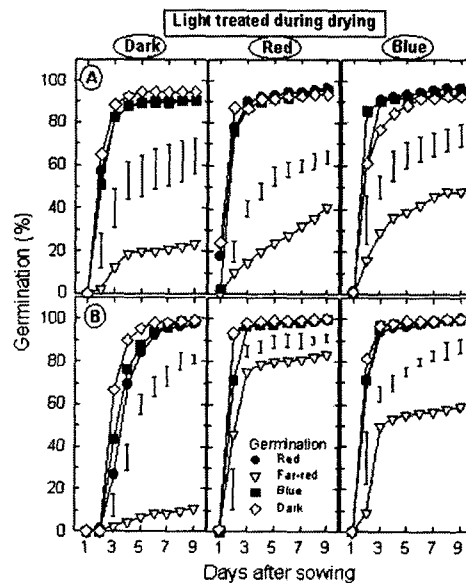 Light treated during drying
Dark Red Blue
A
100
80
60
40
20
0
Germination (%)
B
100
80
60
40
20
0
Germination
Red
Far-red
Blue
Dark
1 3 5 7 9 1 3 5 7 9 1 3 5 7 9
Days after sowing